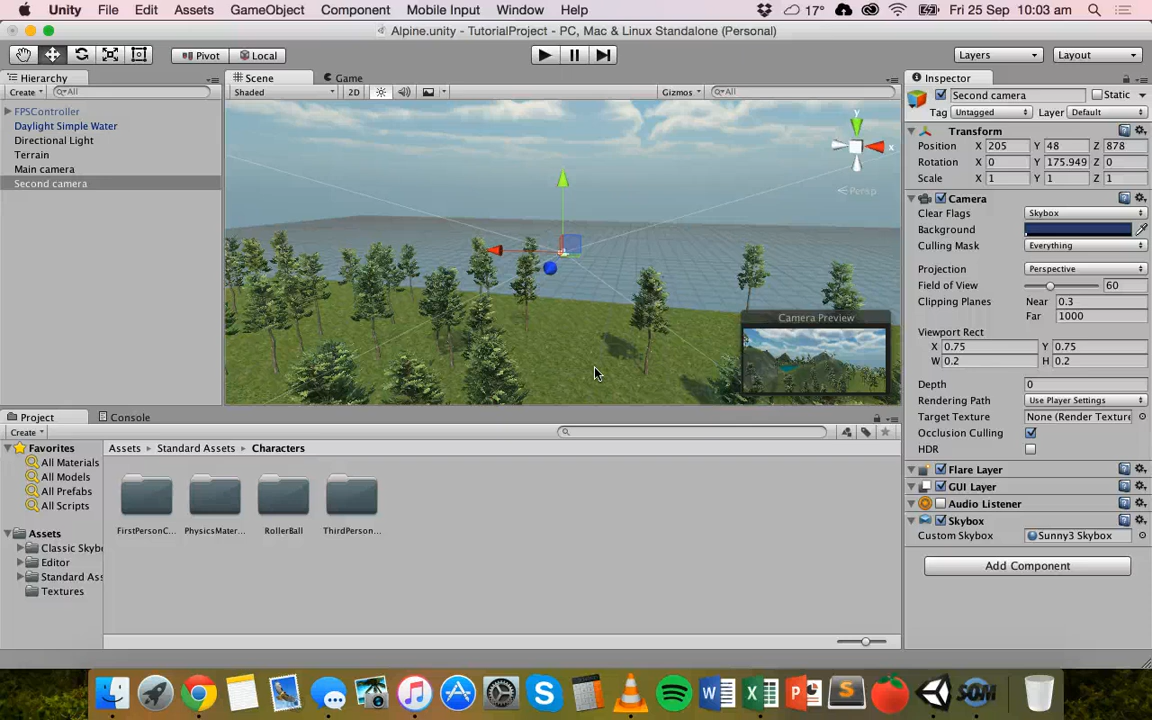 Unity File Edit Assets GameObject Component Mobile Input Window Help 17° Fri 25 Sep 10:03 am
Alpine.unity - TutorialProject - PC, Mac & Linux Standalone (Personal)
Pivot Local Layers Layout
Hierarchy Scene Game Inspector
Create All Shaded 2D Gizmos All Second camera Static
Tag Untagged Layer Default
FPSController
Daylight Simple Water
Directional Light
Terrain
Main camera
Second camera
y
x
Persp
Camera Preview
Transform
Position X 205 Y 48 Z 878
Rotation X 0 Y 175.949 Z 0
Scale X 1 Y 1 Z 1
Camera
Clear Flags Skybox
Background
Culling Mask Everything
Projection Perspective
Field of View 60
Clipping Planes Near 0.3
Far 1000
Viewport Rect
X 0.75 Y 0.75
W 0.2 H 0.2
Depth 0
Rendering Path Use Player Settings
Target Texture None (Render Texture
Occlusion Culling
HDR
Flare Layer
GUI Layer
Audio Listener
Skybox
Custom Skybox Sunny3 Skybox
Add Component
Project Console
Create
Favorites
All Materials
All Models
All Prefabs
All Scripts
Assets
Classic Skyb
Editor
Standard Ass
Textures
Assets Standard Assets Characters
FirstPersonC... PhysicsMater... RollerBall ThirdPerson...
SOM